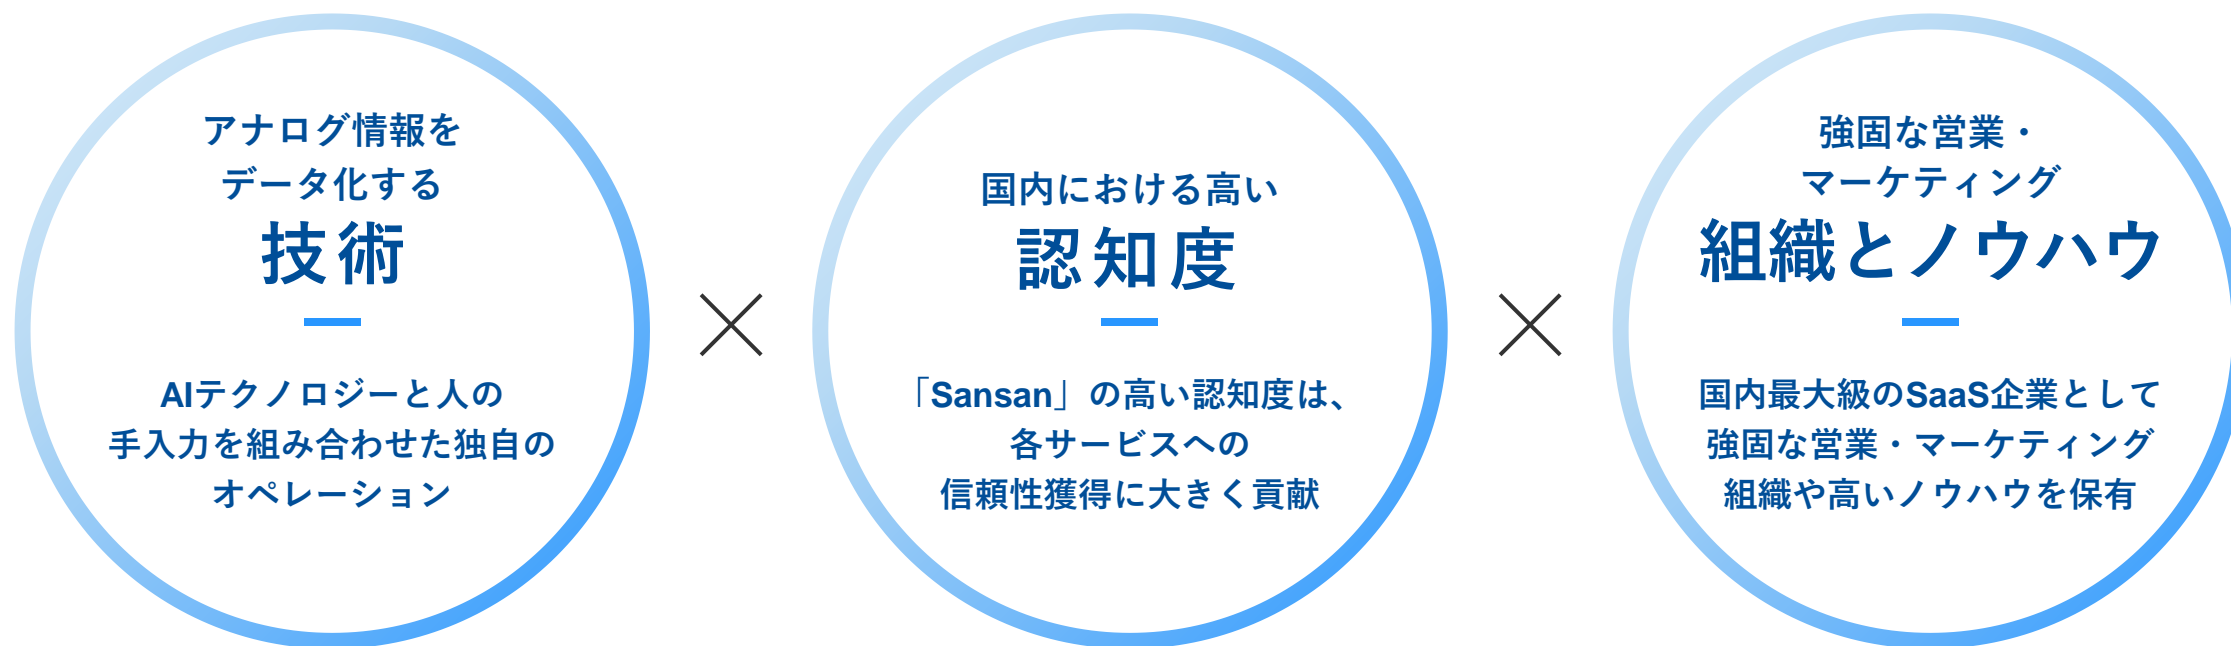 アナログ情報を
データ化する
技術
AIテクノロジーと人の
手入力を組み合わせた独自の
オペレーション
国内における高い
認知度
「Sansan」の高い認知度は、
各サービスへの
信頼性獲得に大きく貢献
強固な営業・
マーケティング
組織とノウハウ
国内最大級のSaaS企業として
強固な営業・マーケティング
組織や高いノウハウを保有